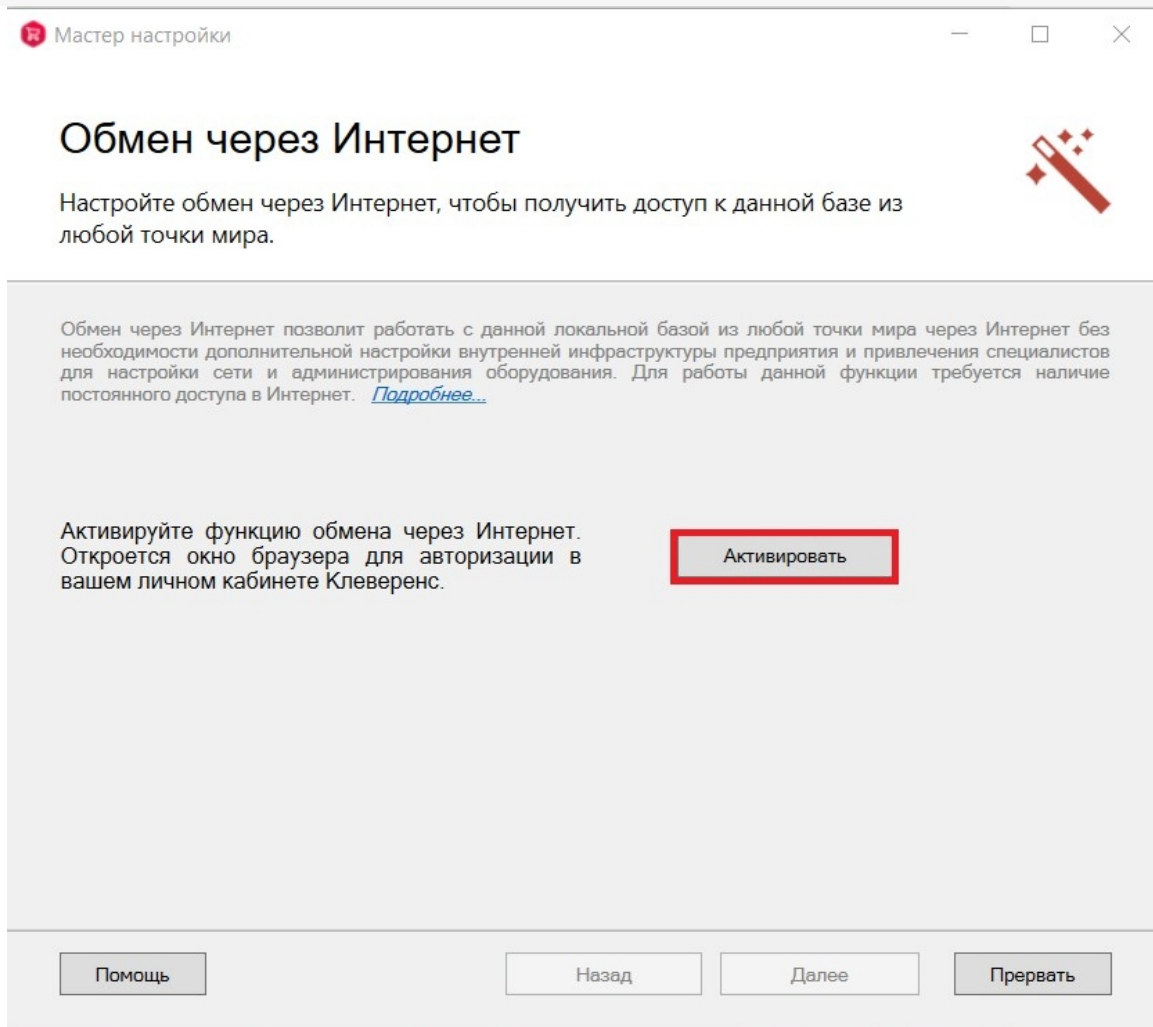 Мастер настройки
Обмен через Интернет
Настройте обмен через Интернет, чтобы получить доступ к данной базе из
любой точки мира.
Обмен через Интернет позволит работать с данной локальной базой из любой точки мира через Интернет без
необходимости дополнительной настройки внутренней инфраструктуры предприятия и привлечения специалистов
для настройки сети и администрирования оборудования. Для работы данной функции требуется наличие
постоянного доступа в Интернет. Подробнее...
Активируйте функцию обмена через Интернет.
Откроется окно браузера для авторизации в
вашем личном кабинете Клеверенс.
Активировать
Помощь
Назад
Далее
Прервать